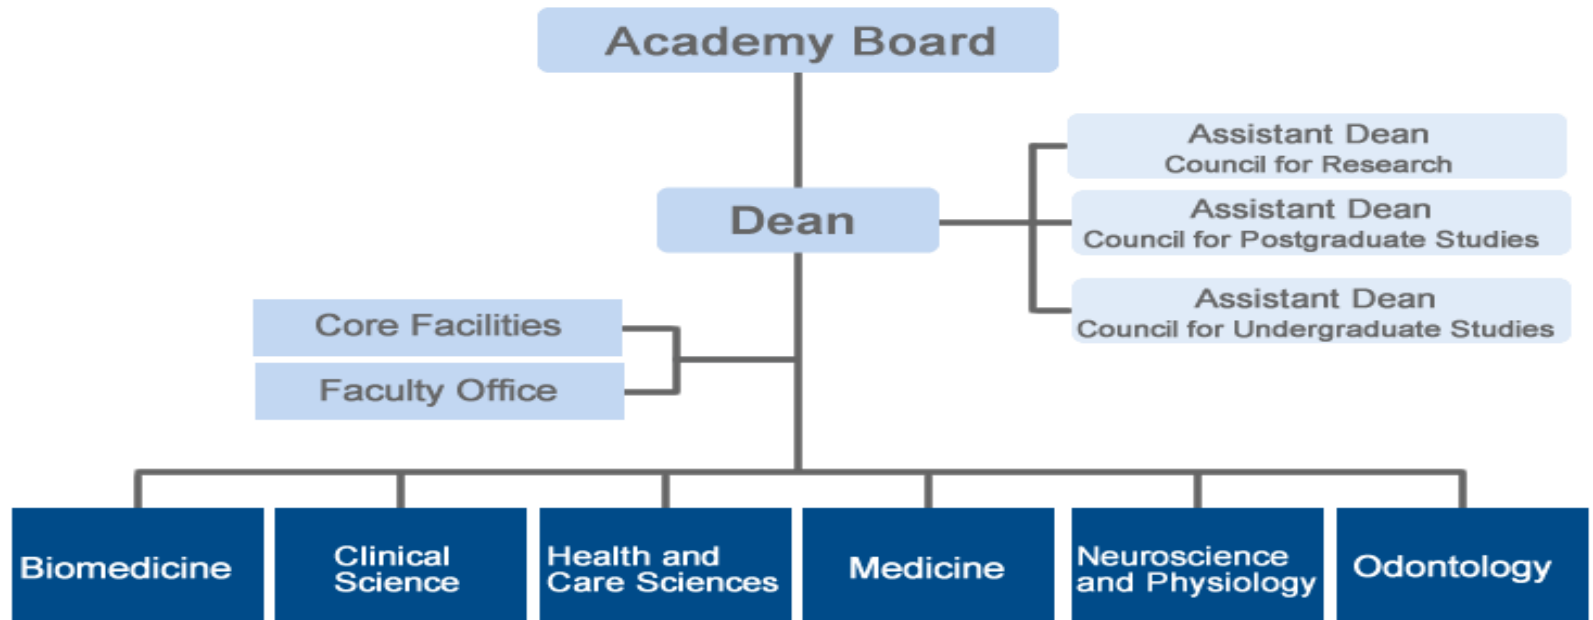 Academy Board
Assistant Dean
Council for Research
Dean
Assistant Dean
Council for Postgraduate Studies
Assistant Dean
Council for Undergraduate Studies
Core Facilities
Faculty Office
Biomedicine
Clinical
Science
Health and
Care Sciences
Medicine
Neuroscience
and Physiology
Odontology